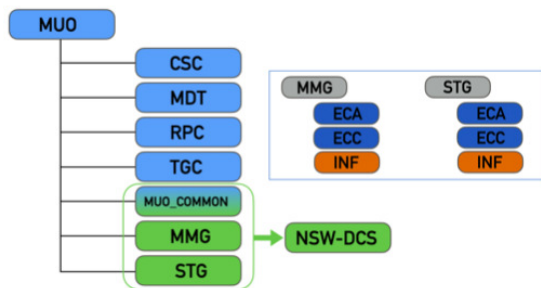 MUO
CSC
MDT
RPC
TGC
MUO_COMMON
MMG
STG
NSW-DCS
MMG
ECA
ECC
INF
STG
ECA
ECC
INF